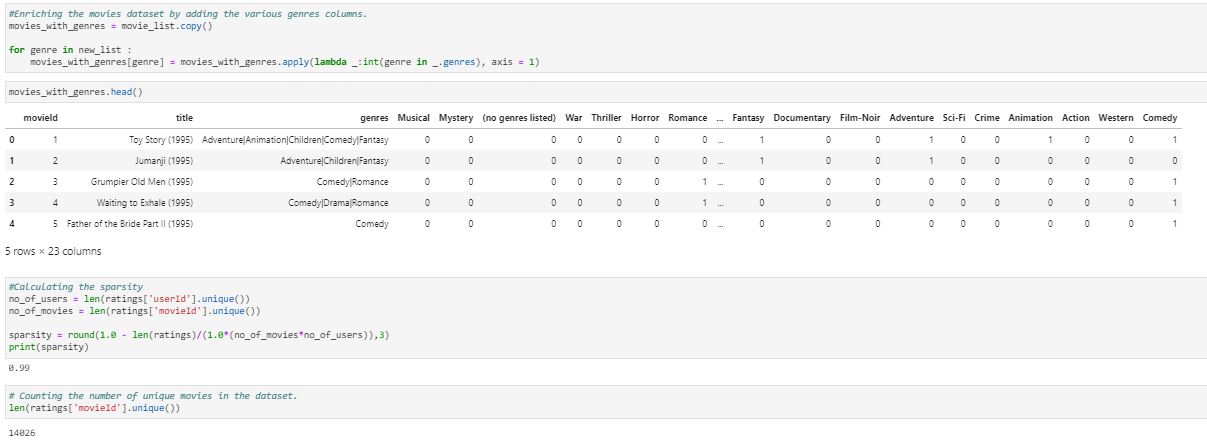 #Enriching the movies dataset by adding the various genres columns.
movies_with_genres = movie_list.copy()
for genre in new_list :
    movies_with_genres[genre] = movies_with_genres.apply(lambda _:int(genre in _.genres), axis = 1)
movies_with_genres.head()
movieId title genres Musical Mystery (no genres listed) War Thriller Horror Romance ... Fantasy Documentary Film-Noir Adventure Sci-Fi Crime Animation Action Western Comedy
0 1 Toy Story (1995) Adventure|Animation|Children|Comedy|Fantasy 0 0 0 0 0 0 0 ... 1 0 0 1 0 0 1 0 0 1
1 2 Jumanji (1995) Adventure|Children|Fantasy 0 0 0 0 0 0 0 ... 1 0 0 1 0 0 0 0 0 0
2 3 Grumpier Old Men (1995) Comedy|Romance 0 0 0 0 0 0 1 ... 0 0 0 0 0 0 0 0 0 1
3 4 Waiting to Exhale (1995) Comedy|Drama|Romance 0 0 0 0 0 0 1 ... 0 0 0 0 0 0 0 0 0 1
4 5 Father of the Bride Part II (1995) Comedy 0 0 0 0 0 0 0 ... 0 0 0 0 0 0 0 0 0 1
5 rows × 23 columns
#Calculating the sparsity
no_of_users = len(ratings['userId'].unique())
no_of_movies = len(ratings['movieId'].unique())
sparsity = round(1.0 - len(ratings)/(1.0*(no_of_movies*no_of_users)),3)
print(sparsity)
0.99
# Counting the number of unique movies in the dataset.
len(ratings['movieId'].unique())
14026